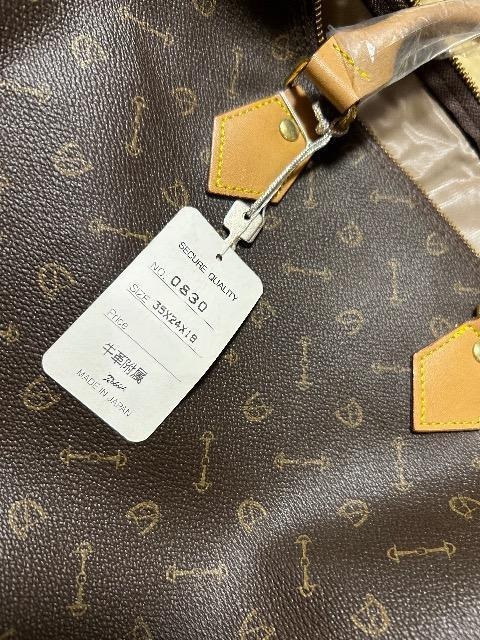 SECURE QUALITY
NO. 0830
Size 35X24X18
Price
牛革附属
MADE IN JAPAN